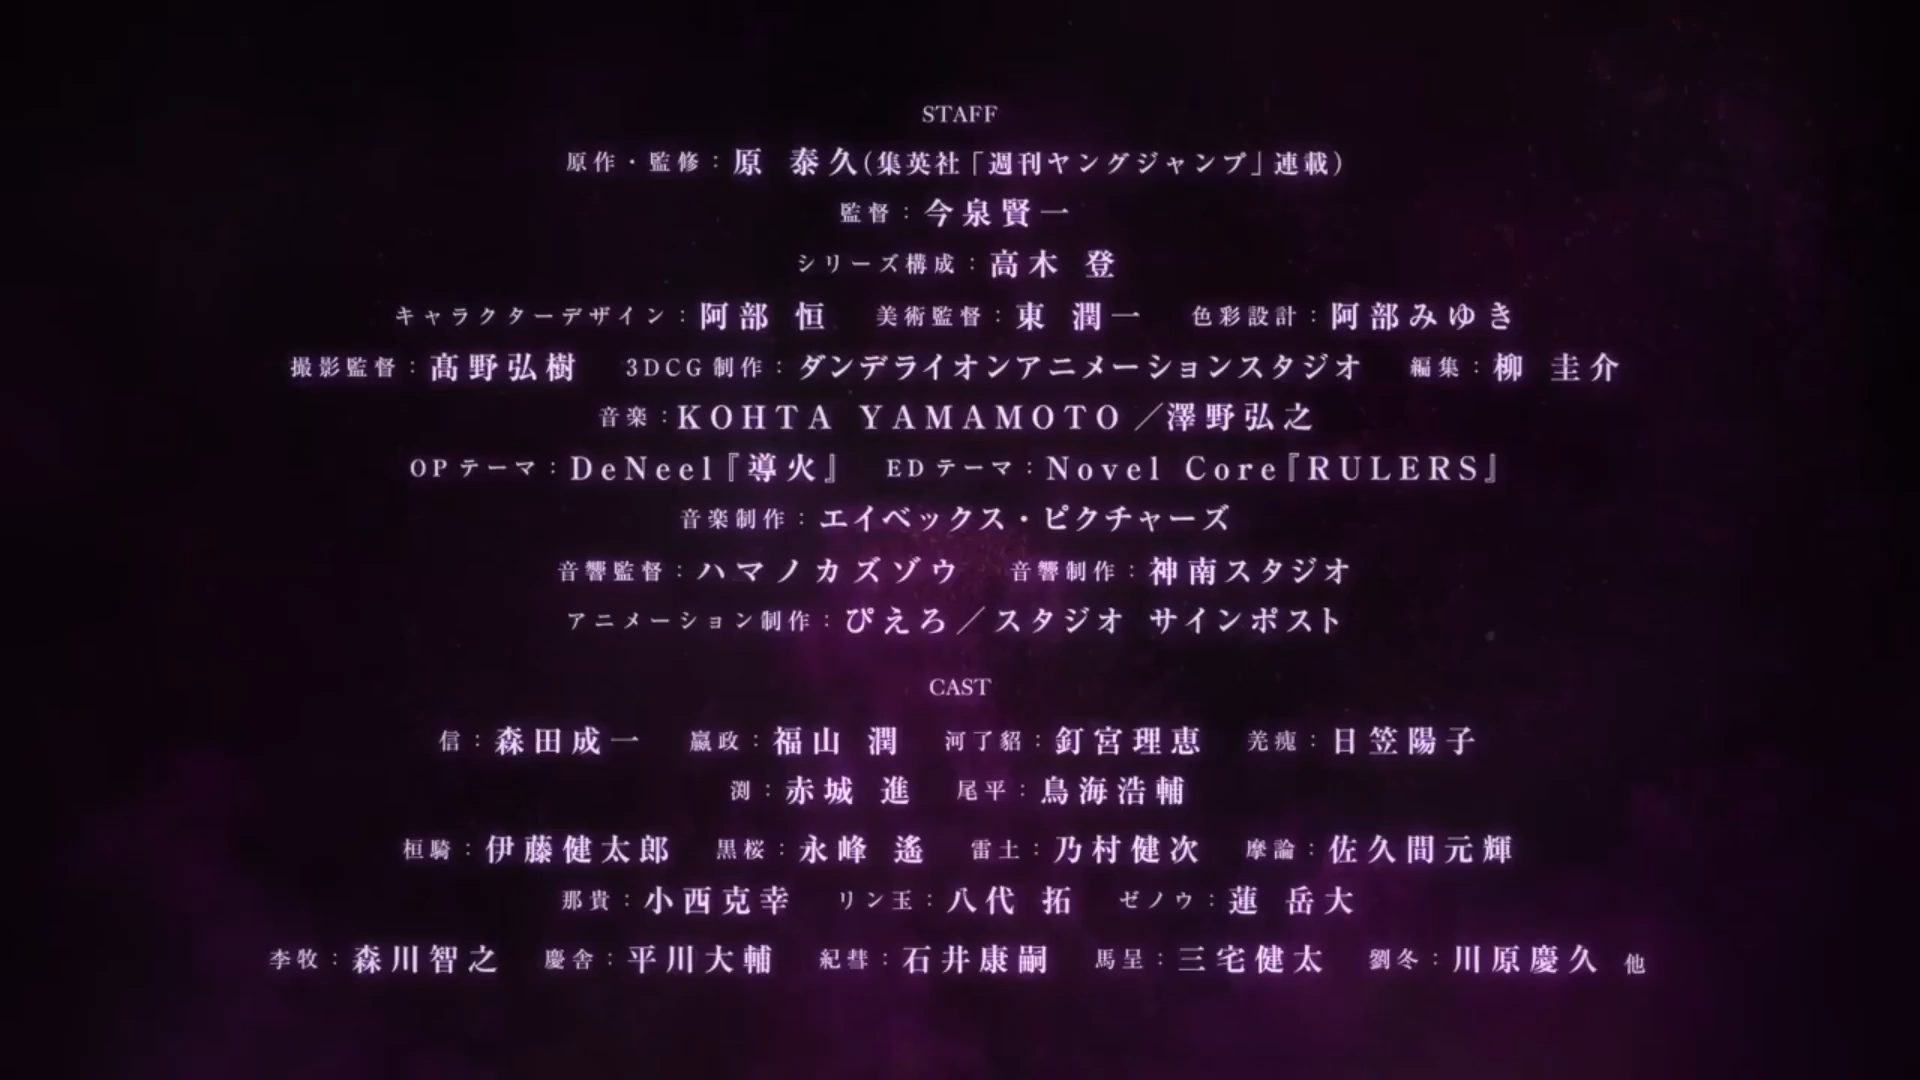 STAFF
原作・監修：原 泰久（集英社「週刊ヤングジャンプ」連載）
監督：今泉賢一
シリーズ構成：高木 登
キャラクターデザイン：阿部 恒 美術監督：東 潤一 色彩設計：阿部みゆき
撮影監督：髙野弘樹 3DCG制作：ダンデライオンアニメーションスタジオ 編集：柳 圭介
音楽：KOHTA YAMAMOTO／澤野弘之
OPテーマ：DeNeel『導火』 EDテーマ：Novel Core『RULERS』
音楽制作：エイベックス・ピクチャーズ
音響監督：ハマノカズゾウ 音響制作：神南スタジオ
アニメーション制作：ぴえろ／スタジオ サインポスト
CAST
信：森田成一 嬴政：福山 潤 河了貂：釘宮理恵 羌瘣：日笠陽子
渕：赤城 進 尾平：鳥海浩輔
桓騎：伊藤健太郎 黒桜：永峰 遙 雷土：乃村健次 摩論：佐久間元輝
那貴：小西克幸 リン玉：八代 拓 ゼノウ：蓮 岳大
李牧：森川智之 慶舎：平川大輔 紀彗：石井康嗣 馬呈：三宅健太 劉冬：川原慶久 他